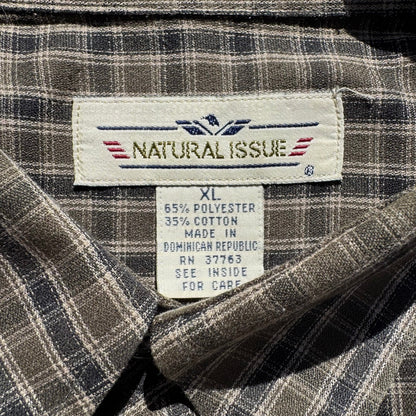 NATURAL ISSUE
®
XL
65% POLYESTER
35% COTTON
MADE IN
DOMINICAN REPUBLIC
RN 37763
SEE INSIDE
FOR CARE